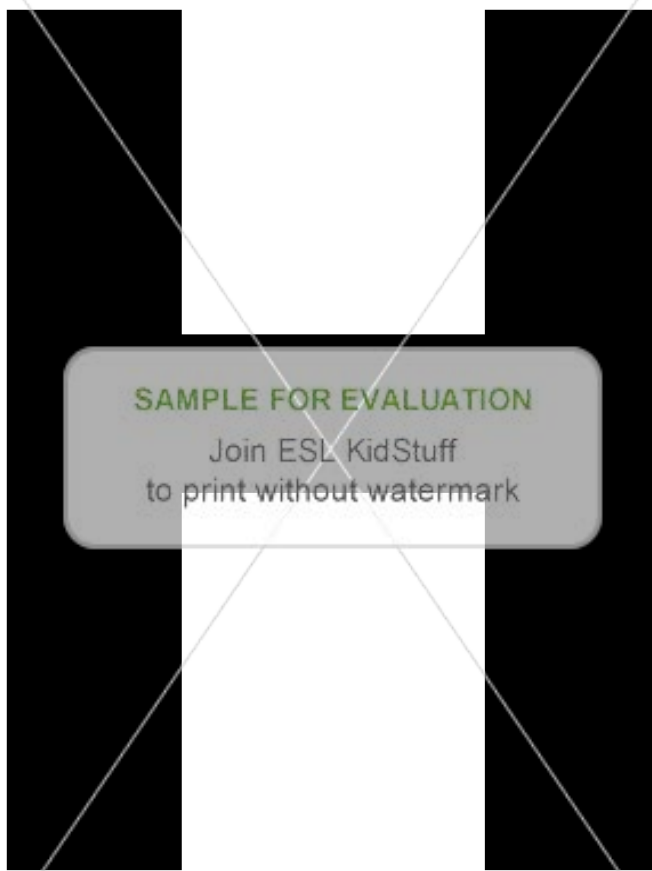 H
SAMPLE FOR EVALUATION
Join ESL KidStuff
to print without watermark